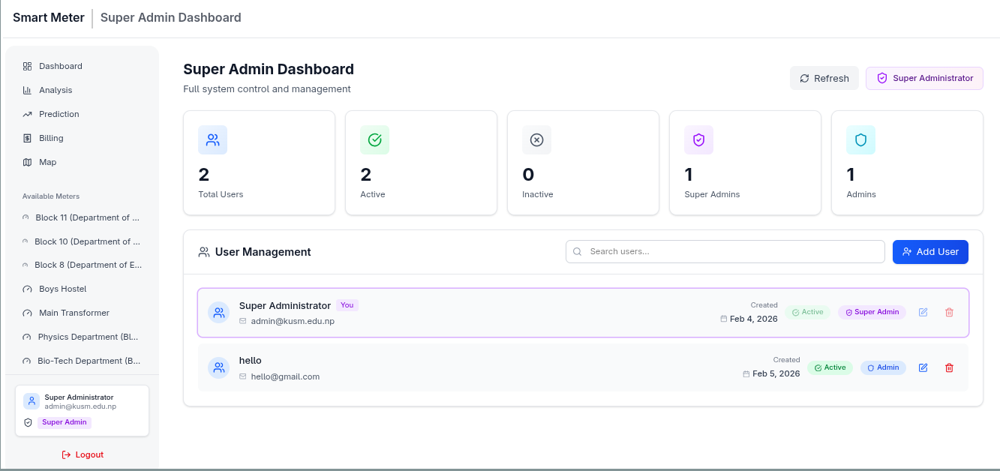 Smart Meter
Super Admin Dashboard
Dashboard
Analysis
Prediction
Billing
Map
Available Meters
Block 11 (Department of ...
Block 10 (Department of ...
Block 8 (Department of E...
Boys Hostel
Main Transformer
Physics Department (Bl...
Bio-Tech Department (B...
Super Administrator
admin@kusm.edu.np
Super Admin
Logout
Super Admin Dashboard
Full system control and management
Refresh
Super Administrator
2
Total Users
2
Active
0
Inactive
1
Super Admins
1
Admins
User Management
Search users...
Add User
Super Administrator You
admin@kusm.edu.np
Created
Feb 4, 2026
Active
Super Admin
hello
hello@gmail.com
Created
Feb 5, 2026
Active
Admin